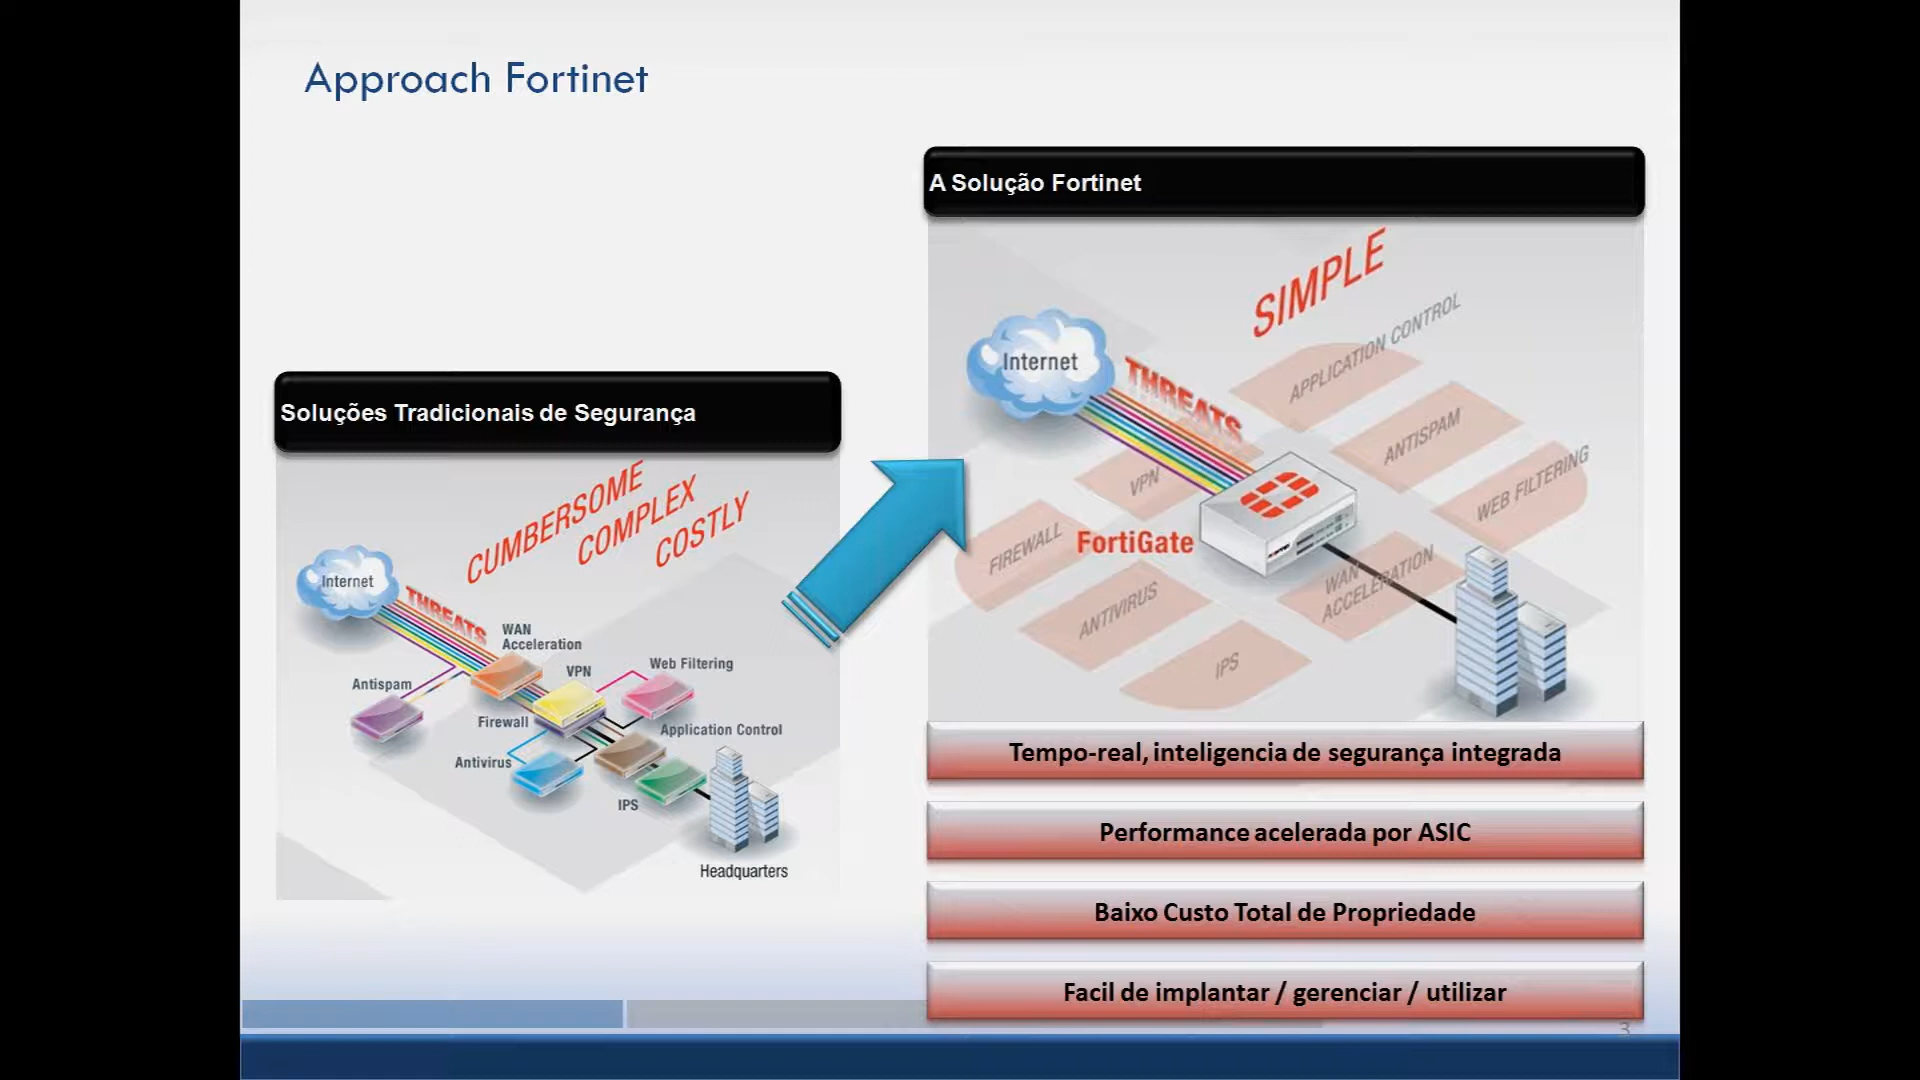 Approach Fortinet
Soluções Tradicionais de Segurança
CUMBERSOME
COMPLEX
COSTLY
Internet
THREATS
WAN
Acceleration
VPN
Web Filtering
Antispam
Firewall
Application Control
Antivirus
IPS
Headquarters
A Solução Fortinet
SIMPLE
APPLICATION CONTROL
Internet
THREATS
ANTISPAM
WEB FILTERING
VPN
FIREWALL
FortiGate
WAN
ACCELERATION
ANTIVIRUS
IPS
Tempo-real, inteligencia de segurança integrada
Performance acelerada por ASIC
Baixo Custo Total de Propriedade
Facil de implantar / gerenciar / utilizar
3